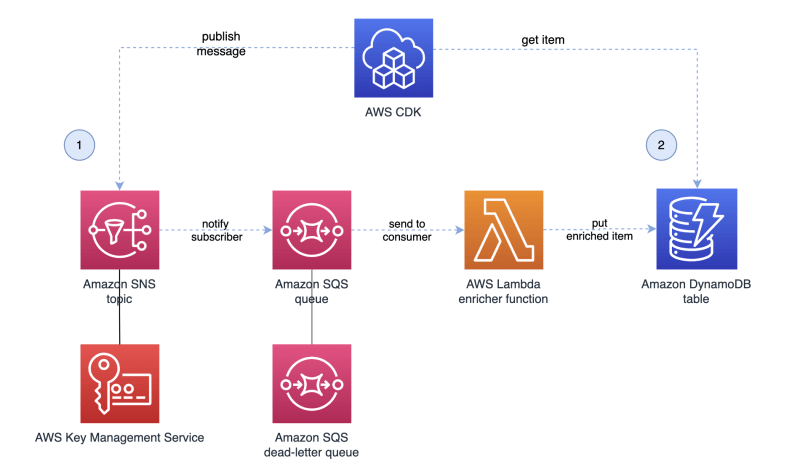 publish
message
get item
AWS CDK
1
2
notify
subscriber
send to
consumer
put
enriched item
Amazon SNS
topic
Amazon SQS
queue
AWS Lambda
enricher function
Amazon DynamoDB
table
AWS Key Management Service
Amazon SQS
dead-letter queue